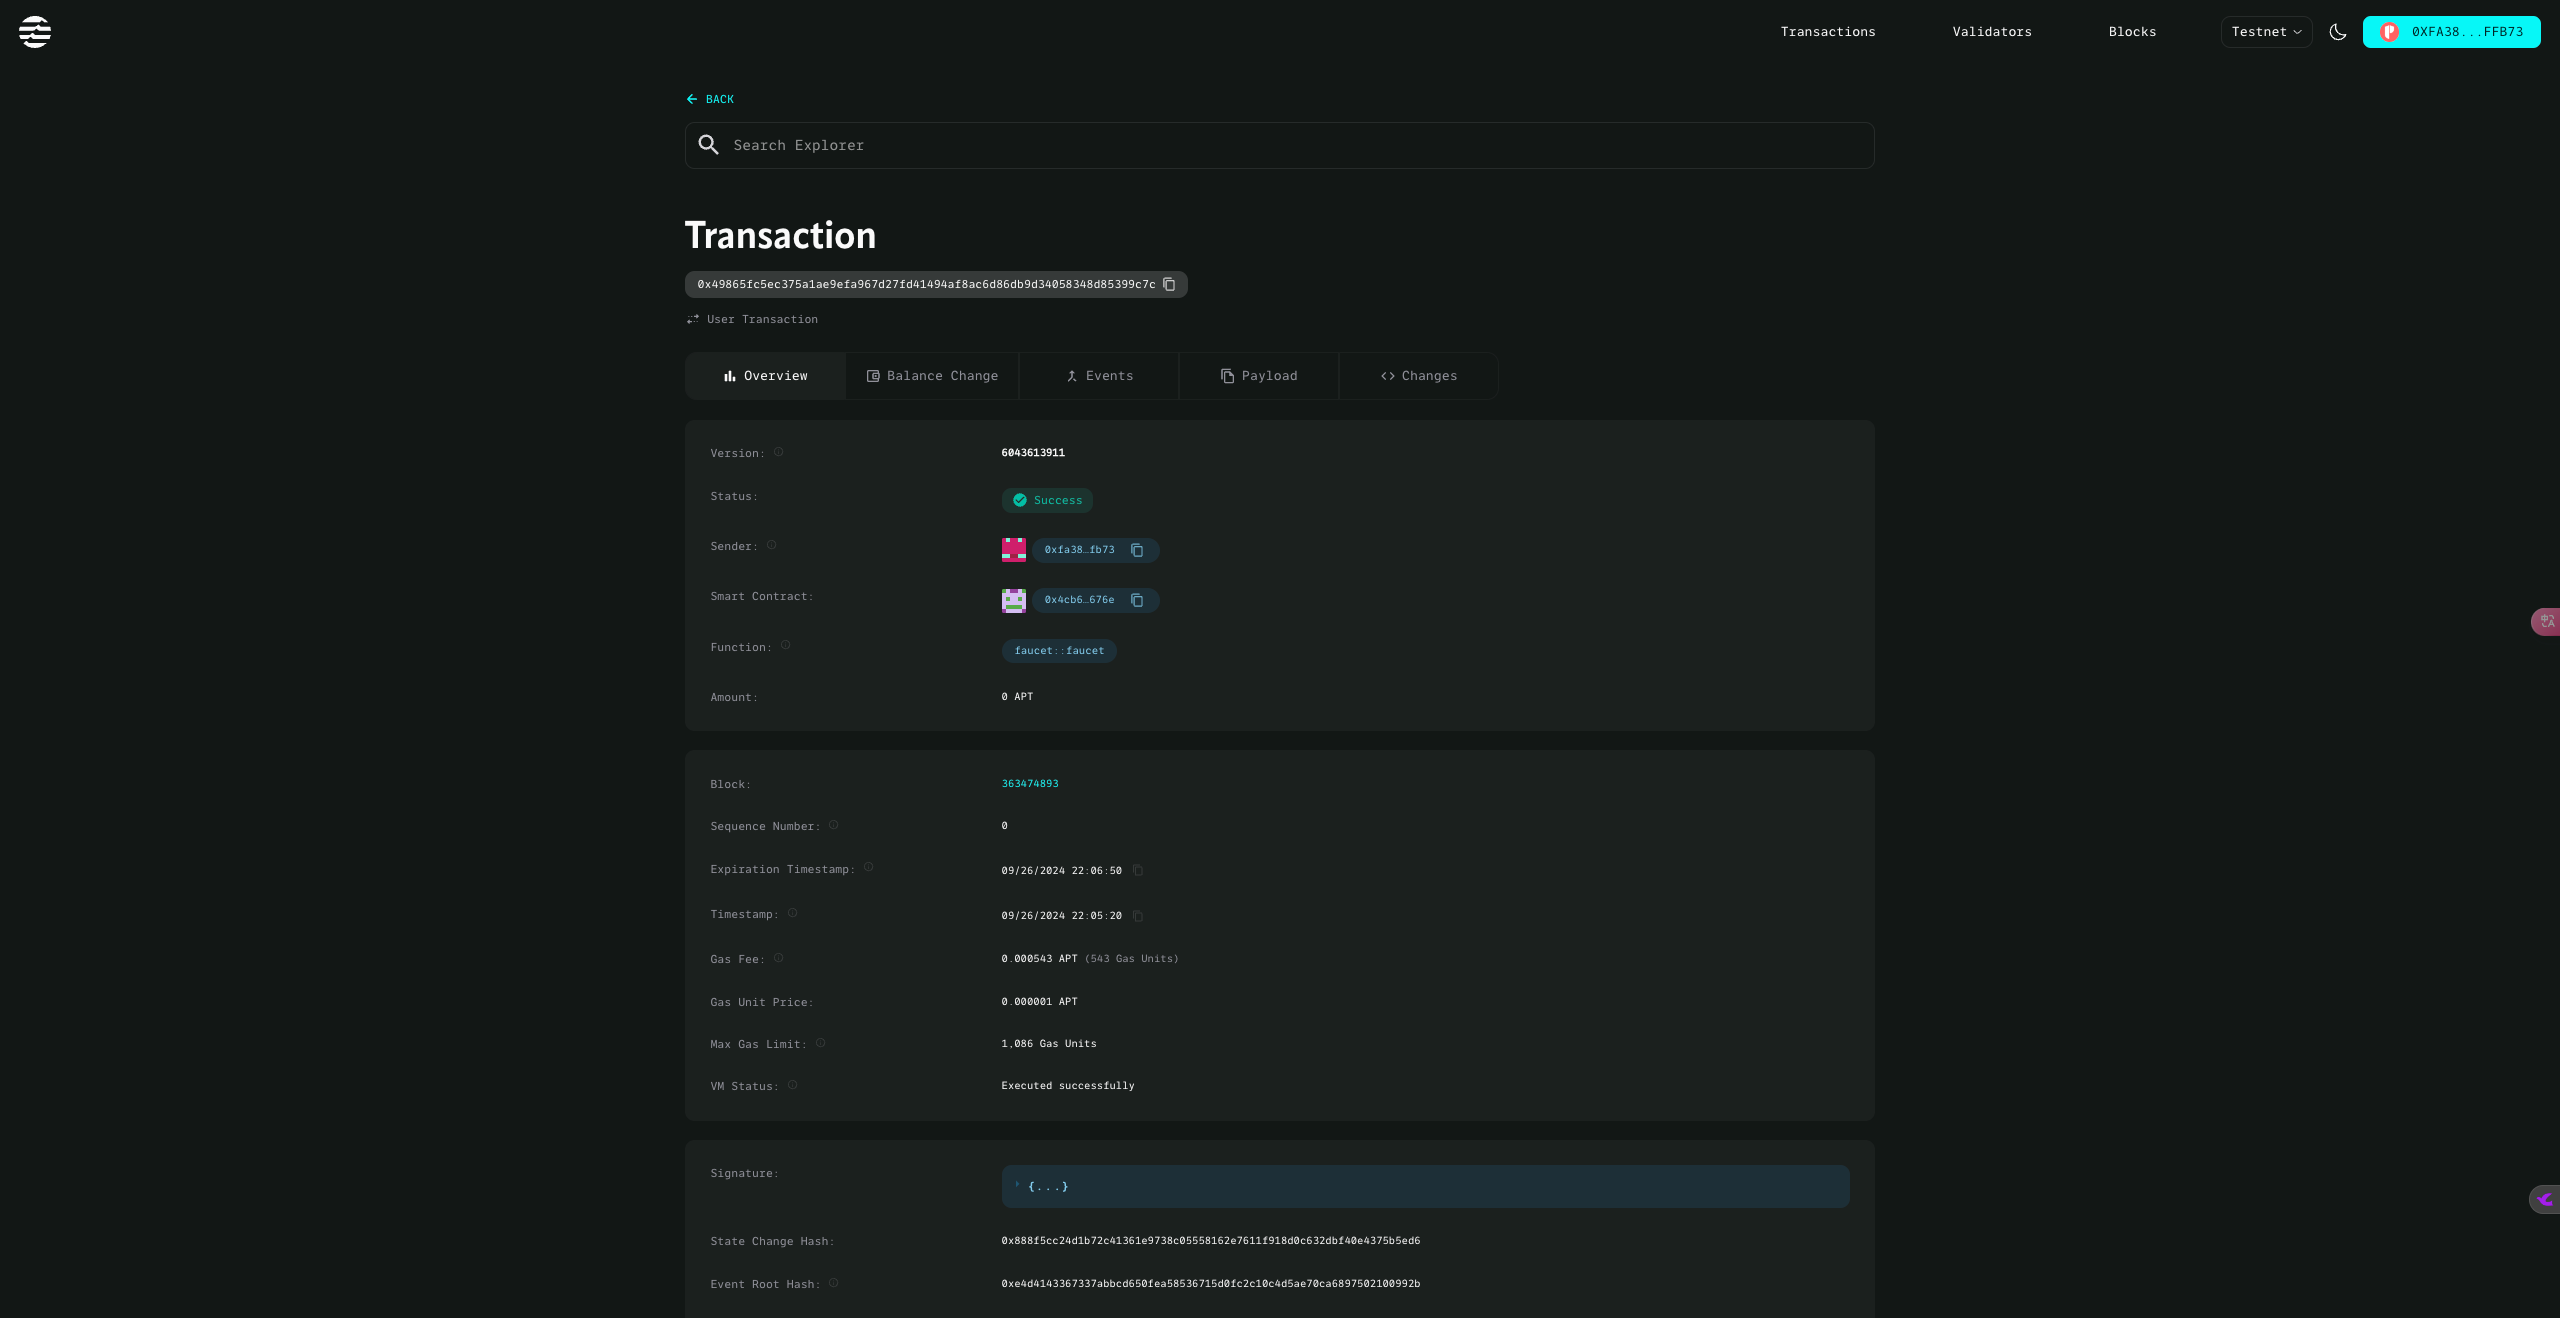 Transactions Validators Blocks Testnet 0XFA38...FFB73
BACK
Search Explorer
Transaction
0x49865fc5ec375a1ae9efa967d27fd41494af8ac6d86db9d34058348d85399c7c
User Transaction
Overview Balance Change Events Payload Changes
Version: 6043613911
Status: Success
Sender: 0xfa38…fb73
Smart Contract: 0x4cb6…676e
Function: faucet::faucet
Amount: 0 APT
Block: 363474893
Sequence Number: 0
Expiration Timestamp: 09/26/2024 22:06:50
Timestamp: 09/26/2024 22:05:20
Gas Fee: 0.000543 APT (543 Gas Units)
Gas Unit Price: 0.000001 APT
Max Gas Limit: 1,086 Gas Units
VM Status: Executed successfully
Signature: {...}
State Change Hash: 0x888f5cc24d1b72c41361e9738c05558162e7611f918d0c632dbf40e4375b5ed6
Event Root Hash: 0xe4d4143367337abbcd650fea58536715d0fc2c10c4d5ae70ca6897502100992b